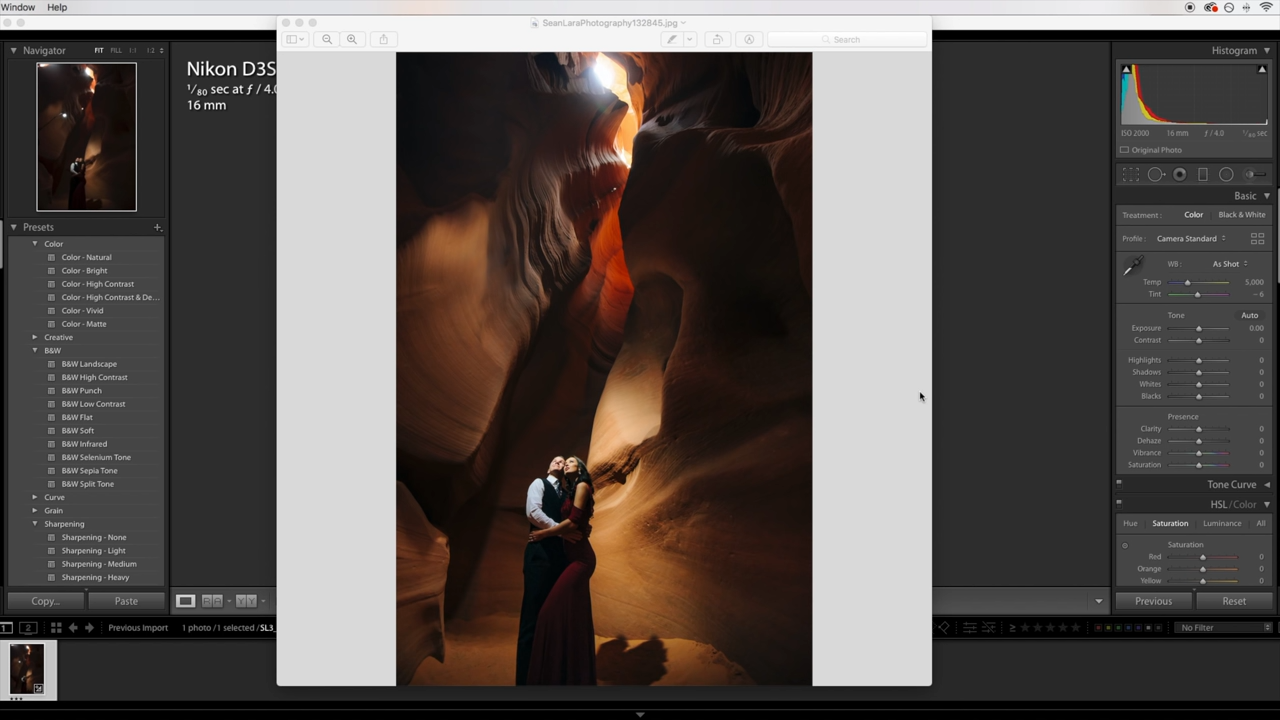 Window Help
SeanLaraPhotography132845.jpg
Search
Navigator FIT FILL 1:1 1:2
Nikon D3S
1/80 sec at ƒ / 4.0
16 mm
Presets
Color
Color - Natural
Color - Bright
Color - High Contrast
Color - High Contrast & De...
Color - Vivid
Color - Matte
Creative
B&W
B&W Landscape
B&W High Contrast
B&W Punch
B&W Low Contrast
B&W Flat
B&W Soft
B&W Infrared
B&W Selenium Tone
B&W Sepia Tone
B&W Split Tone
Curve
Grain
Sharpening
Sharpening - None
Sharpening - Light
Sharpening - Medium
Sharpening - Heavy
Copy... Paste
Histogram
ISO 2000 16 mm ƒ / 4.0 1/80 sec
Original Photo
Basic
Treatment : Color Black & White
Profile : Camera Standard
WB : As Shot
Temp 5,000
Tint – 6
Tone Auto
Exposure 0.00
Contrast 0
Highlights 0
Shadows 0
Whites 0
Blacks 0
Presence
Clarity 0
Dehaze 0
Vibrance 0
Saturation 0
Tone Curve
HSL / Color
Hue Saturation Luminance All
Saturation
Red 0
Orange 0
Yellow 0
Previous Reset
1 2 Previous Import 1 photo / 1 selected / SL3_
≥ No Filter